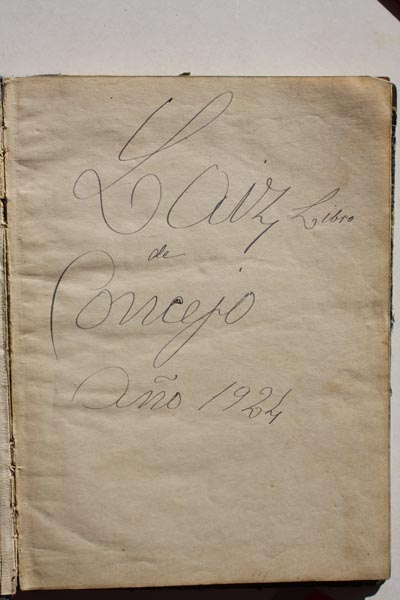 Laiz, Libro
de
Concejo
Año 1924